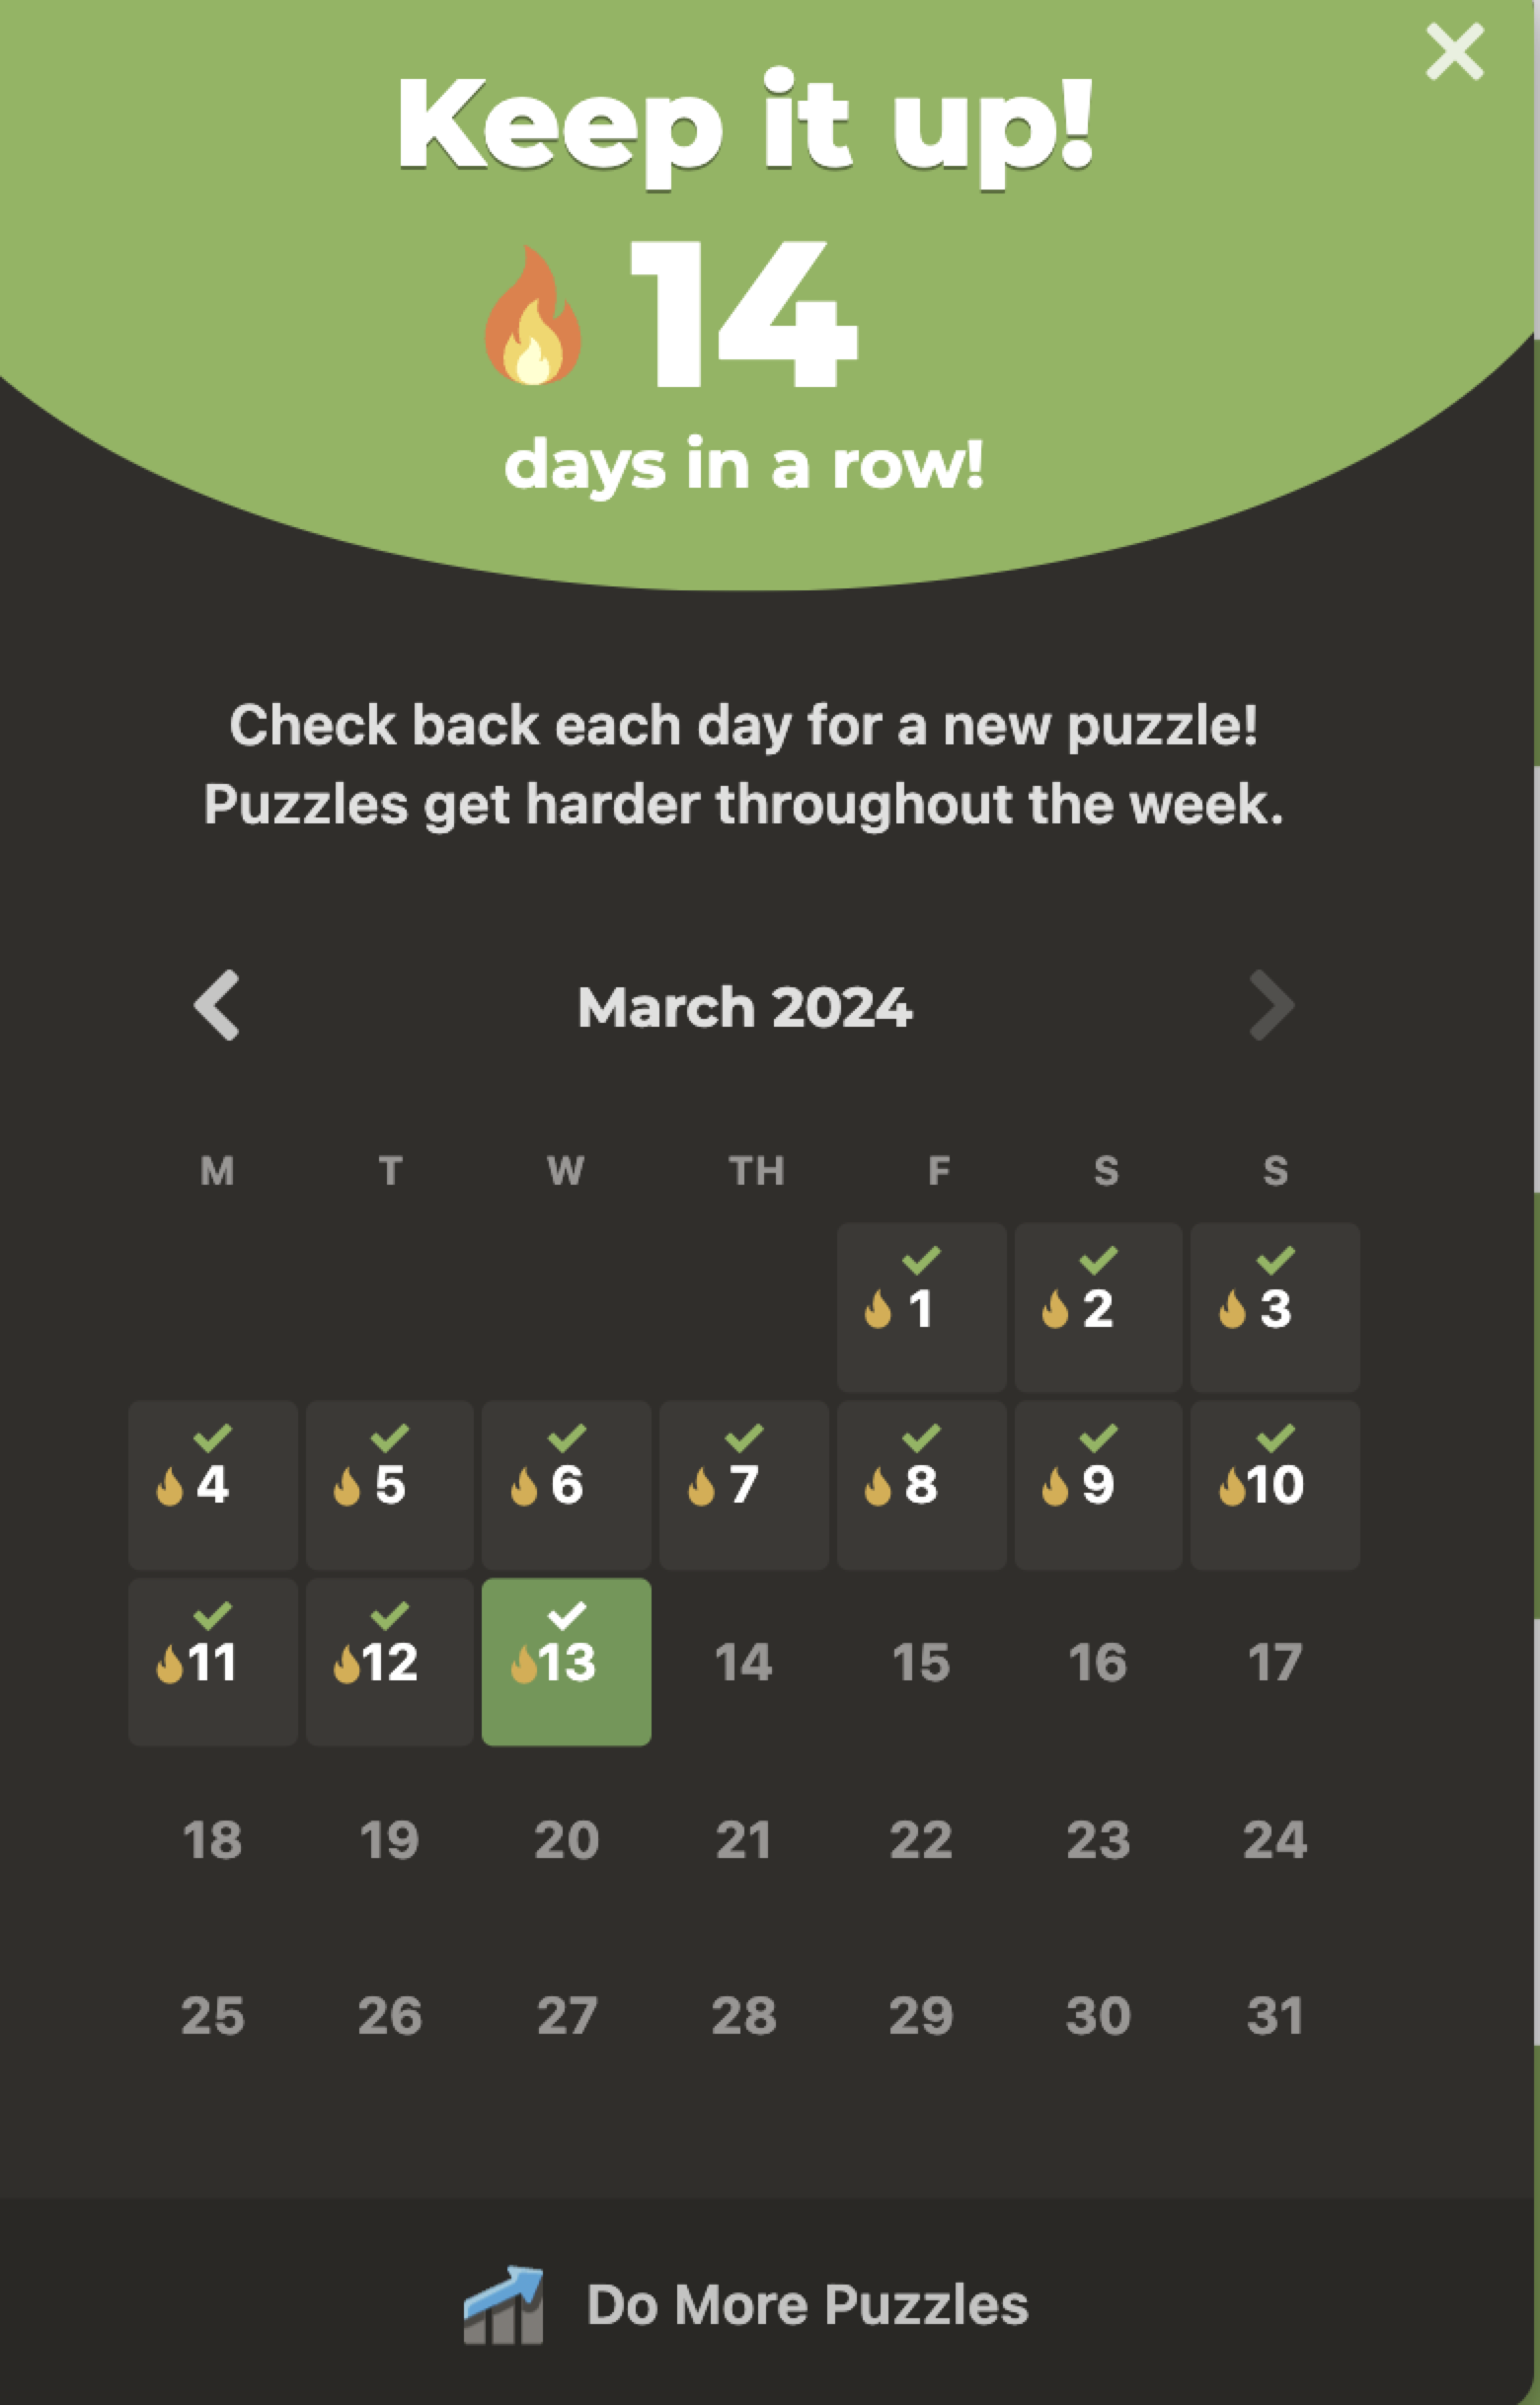 Keep it up!
14
days in a row!
Check back each day for a new puzzle!
Puzzles get harder throughout the week.
March 2024
M T W TH F S S
1 2 3
4 5 6 7 8 9 10
11 12 13 14 15 16 17
18 19 20 21 22 23 24
25 26 27 28 29 30 31
Do More Puzzles